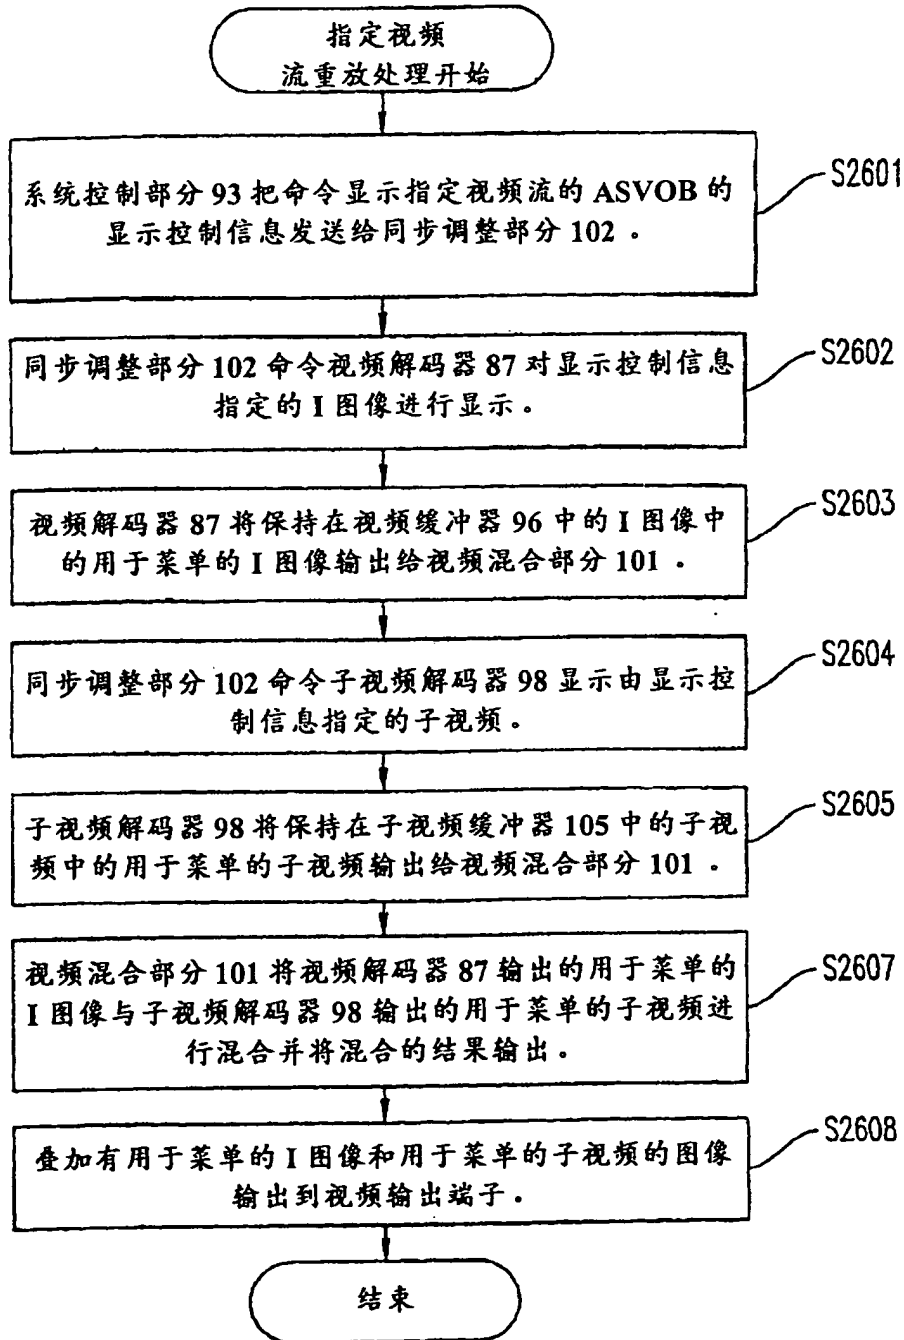 指定视频
流重放处理开始
系统控制部分 93 把命令显示指定视频流的 ASVOB 的
显示控制信息发送给同步调整部分 102 。
S2601
同步调整部分 102 命令视频解码器 87 对显示控制信息
指定的 I 图像进行显示。
S2602
视频解码器 87 将保持在视频缓冲器 96 中的 I 图像中
的用于菜单的 I 图像输出给视频混合部分 101 。
S2603
同步调整部分 102 命令子视频解码器 98 显示由显示控
制信息指定的子视频。
S2604
子视频解码器 98 将保持在子视频缓冲器 105 中的子视
频中的用于菜单的子视频输出给视频混合部分 101 。
S2605
视频混合部分 101 将视频解码器 87 输出的用于菜单的
I 图像与子视频解码器 98 输出的用于菜单的子视频进
行混合并将混合的结果输出。
S2607
叠加有用于菜单的 I 图像和用于菜单的子视频的图像
输出到视频输出端子。
S2608
结束